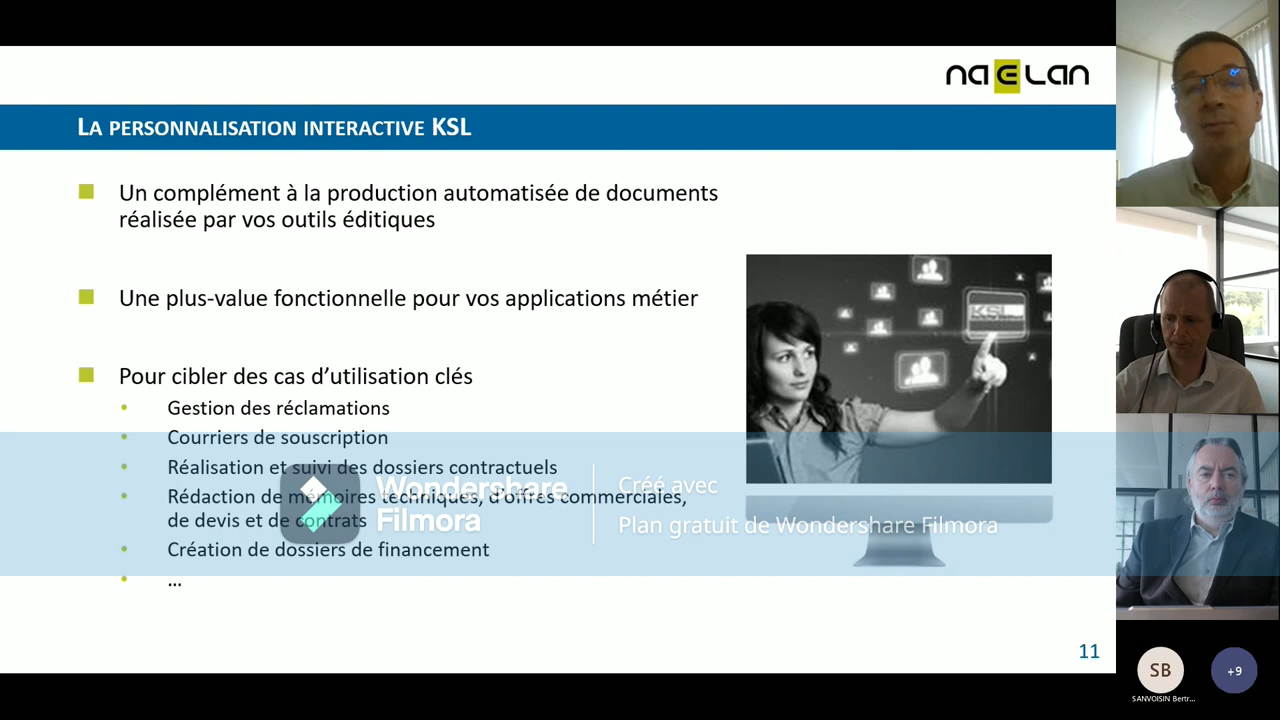 naelan
LA PERSONNALISATION INTERACTIVE KSL
Un complément à la production automatisée de documents
réalisée par vos outils éditiques
Une plus-value fonctionnelle pour vos applications métier
KSL
Pour cibler des cas d’utilisation clés
Gestion des réclamations
Courriers de souscription
Réalisation et suivi des dossiers contractuels
Rédaction de mémoires techniques, d’offres commerciales,
de devis et de contrats
Création de dossiers de financement
...
Wondershare
Filmora
Créé avec
Plan gratuit de Wondershare Filmora
11
SB
+9
SANVOISIN Bertr...